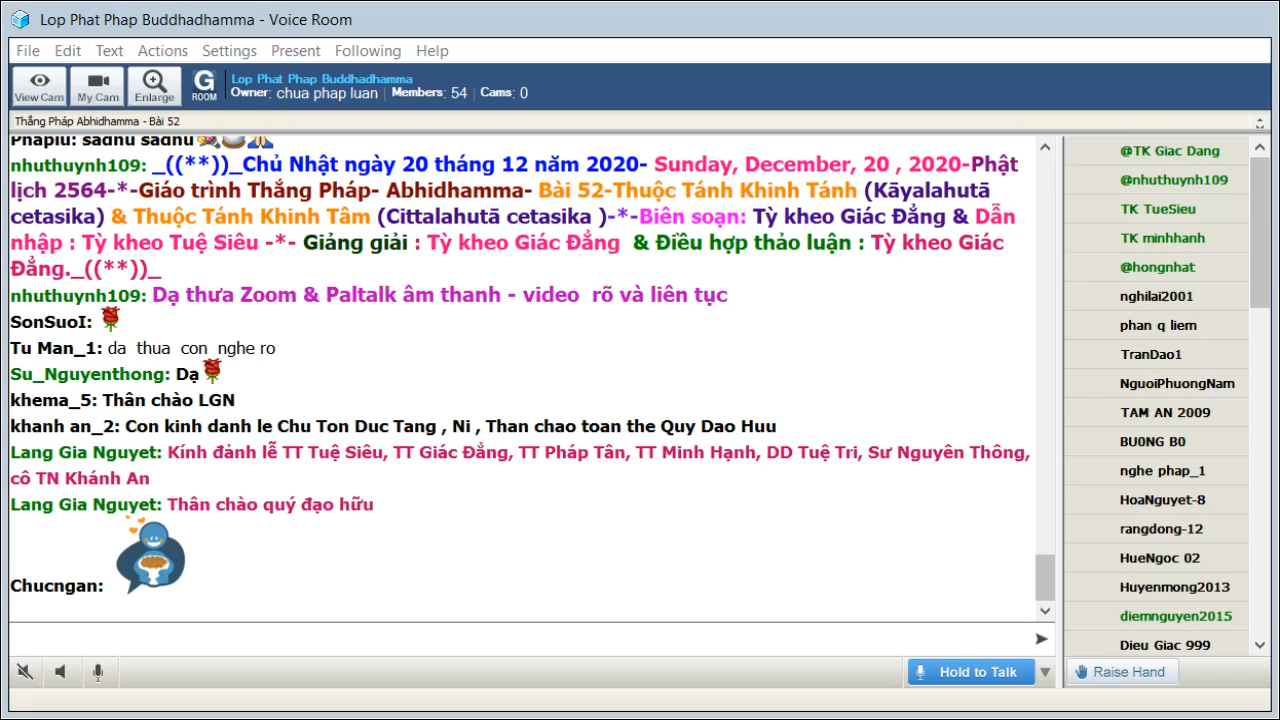 Lop Phat Phap Buddhadhamma - Voice Room
File Edit Text Actions Settings Present Following Help
View Cam My Cam Enlarge G ROOM
Lop Phat Phap Buddhadhamma
Owner: chua phap luan | Members: 54 | Cams: 0
Thắng Pháp Abhidhamma - Bài 52
Phapiu: sadhu sadhu
nhuthuynh109: _((**))_Chủ Nhật ngày 20 tháng 12 năm 2020- Sunday, December, 20 , 2020-Phật
lịch 2564-*-Giáo trình Thắng Pháp- Abhidhamma- Bài 52-Thuộc Tánh Khinh Tánh (Kāyalahutā
cetasika) & Thuộc Tánh Khinh Tâm (Cittalahutā cetasika )-*-Biên soạn: Tỳ kheo Giác Đẳng & Dẫn
nhập : Tỳ kheo Tuệ Siêu -*- Giảng giải : Tỳ kheo Giác Đẳng & Điều hợp thảo luận : Tỳ kheo Giác
Đẳng._((**))_
nhuthuynh109: Dạ thưa Zoom & Paltalk âm thanh - video rõ và liên tục
SonSuoI:
Tu Man_1: da thua con nghe ro
Su_Nguyenthong: Dạ
khema_5: Thân chào LGN
khanh an_2: Con kinh danh le Chu Ton Duc Tang , Ni , Than chao toan the Quy Dao Huu
Lang Gia Nguyet: Kính đảnh lễ TT Tuệ Siêu, TT Giác Đẳng, TT Pháp Tân, TT Minh Hạnh, DD Tuệ Tri, Sư Nguyên Thông,
cô TN Khánh An
Lang Gia Nguyet: Thân chào quý đạo hữu
Chucngan:
@TK Giac Dang
@nhuthuynh109
TK TueSieu
TK minhhanh
@hongnhat
nghilai2001
phan q liem
TranDao1
NguoiPhuongNam
TAM AN 2009
BU0NG B0
nghe phap_1
HoaNguyet-8
rangdong-12
HueNgoc 02
Huyenmong2013
diemnguyen2015
Dieu Giac 999
Hold to Talk
Raise Hand